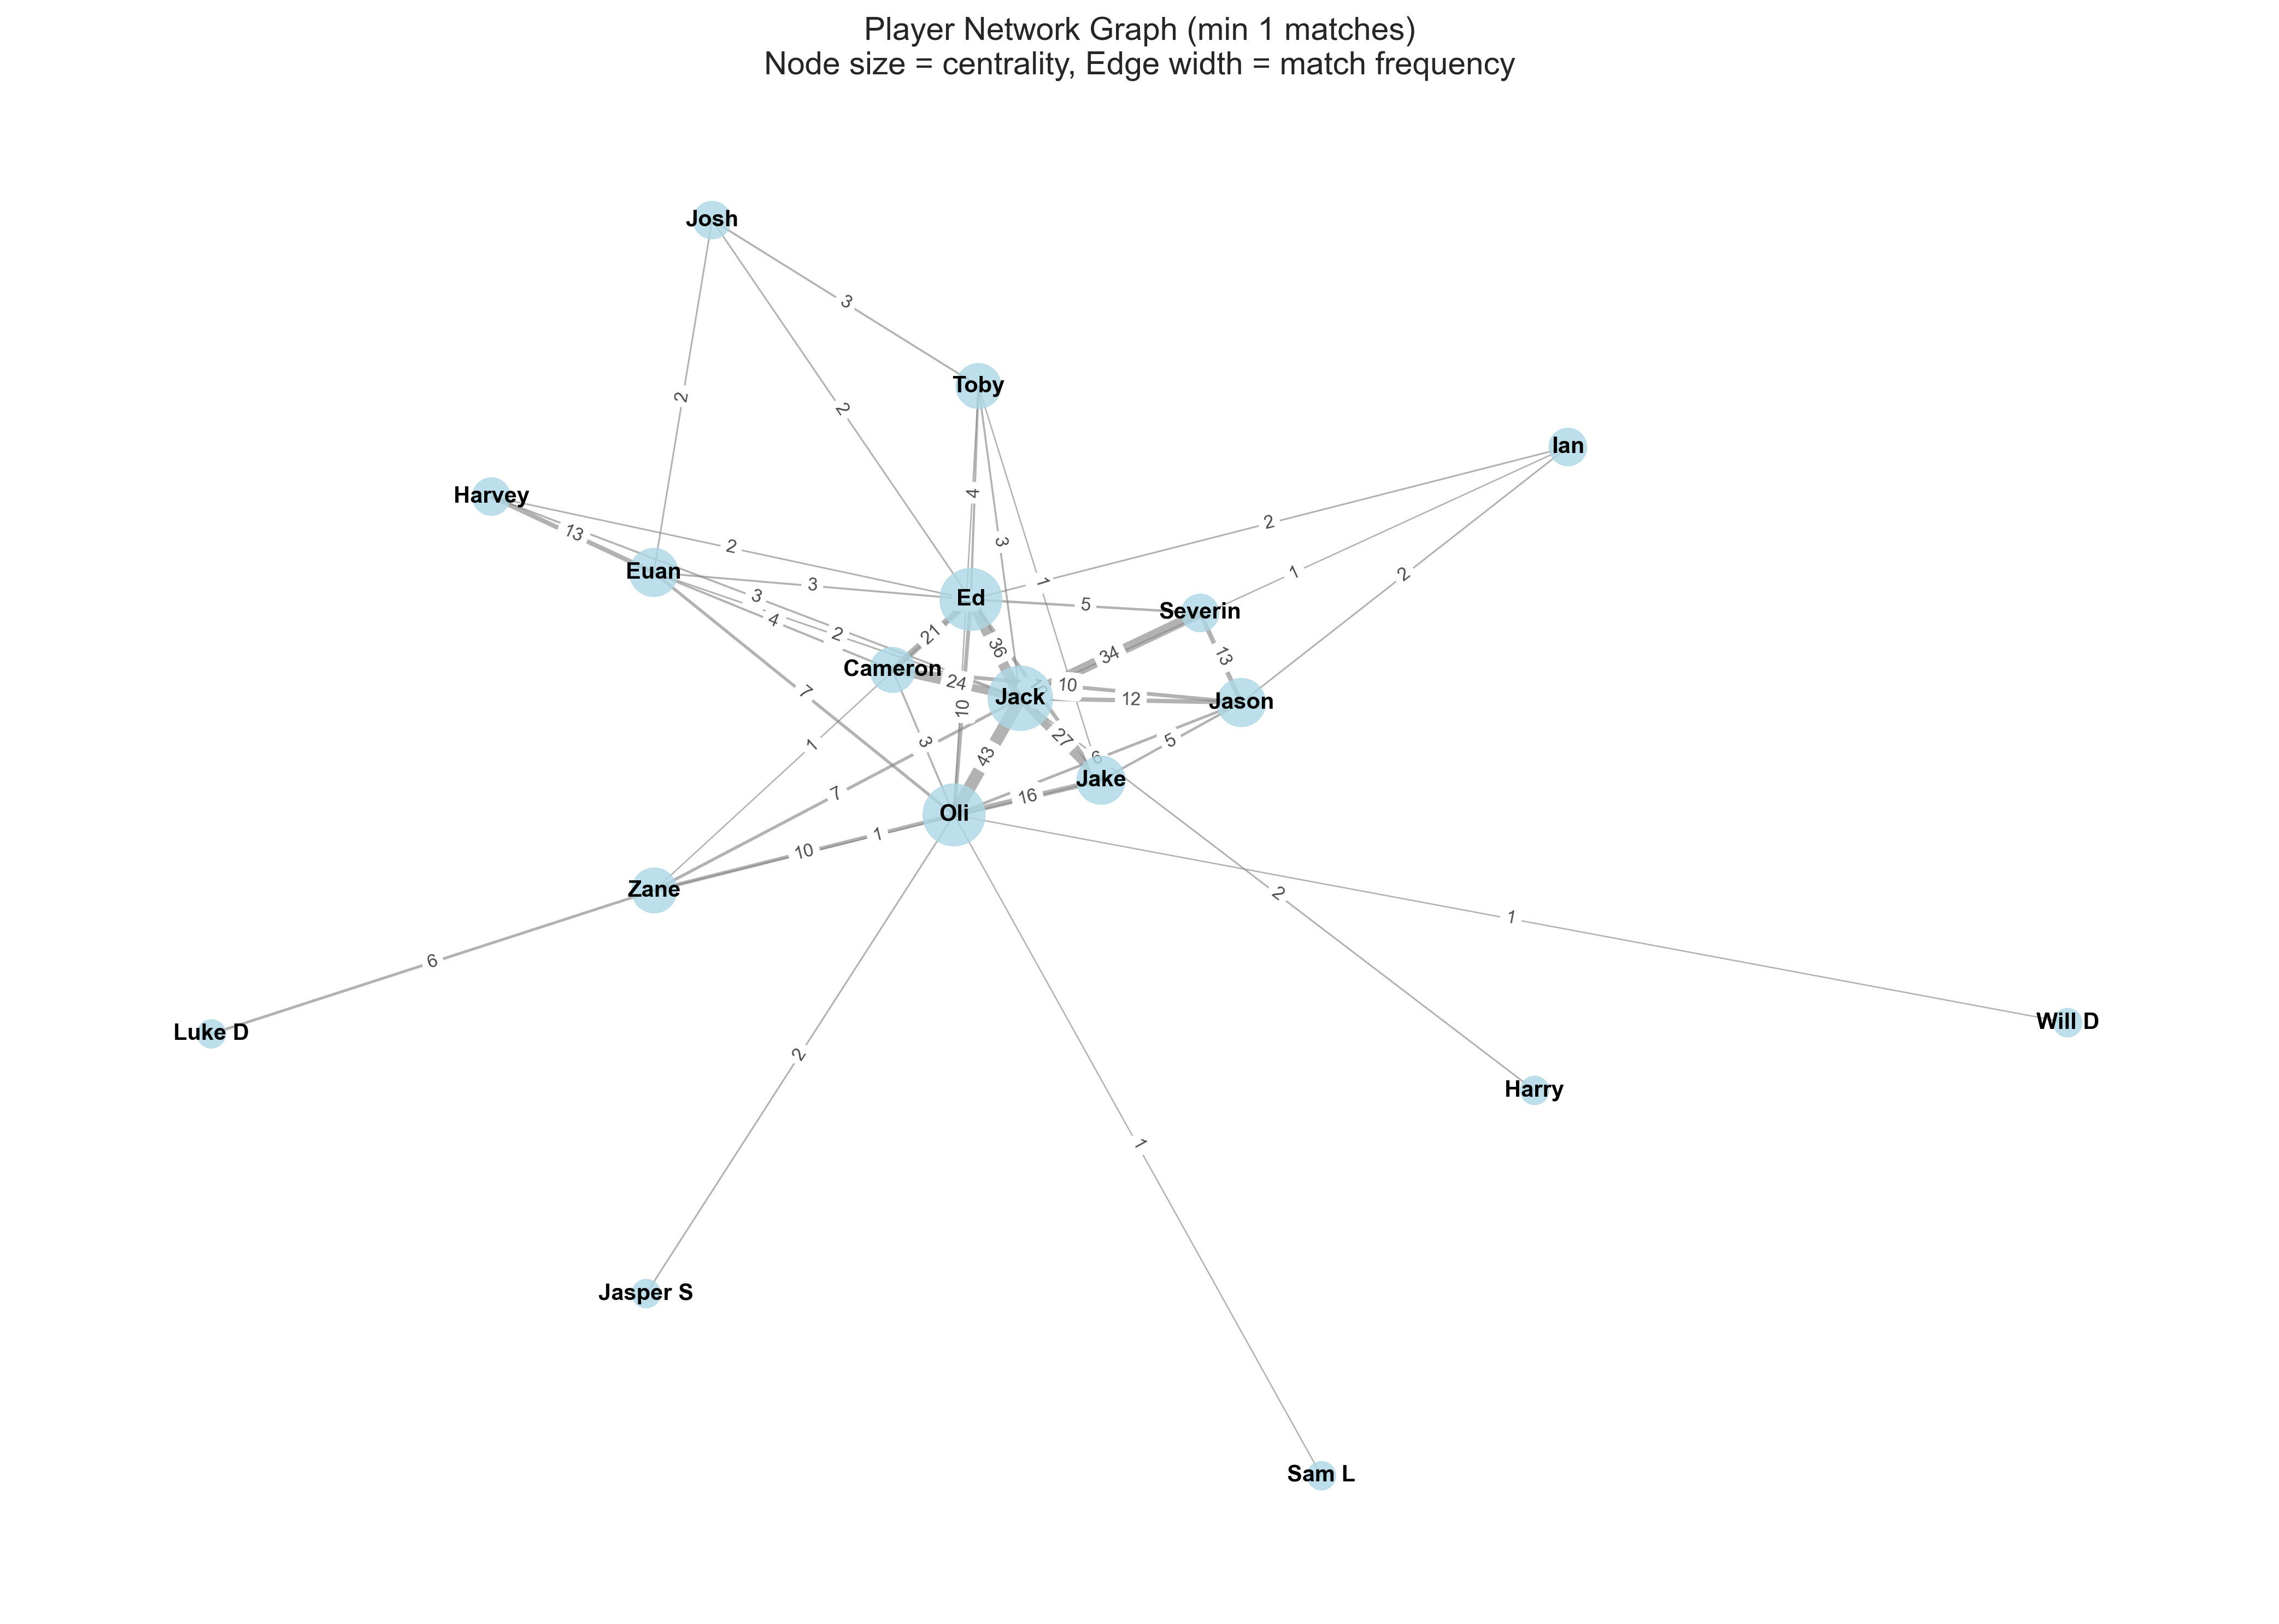 Player Network Graph (min 1 matches)
Node size = centrality, Edge width = match frequency
Josh
3
Toby
2
2
Ian
4
Harvey
13
2
2
3
Euan
3
1
1
2
Ed
3
5
Severin
4
2
21
36
34
13
Cameron
24
10
Jack
12
Jason
7
10
3
27
5
1
6
Jake
7
16
Oli
1
10
Zane
2
1
6
Luke D
Will D
2
Harry
1
Jasper S
Sam L